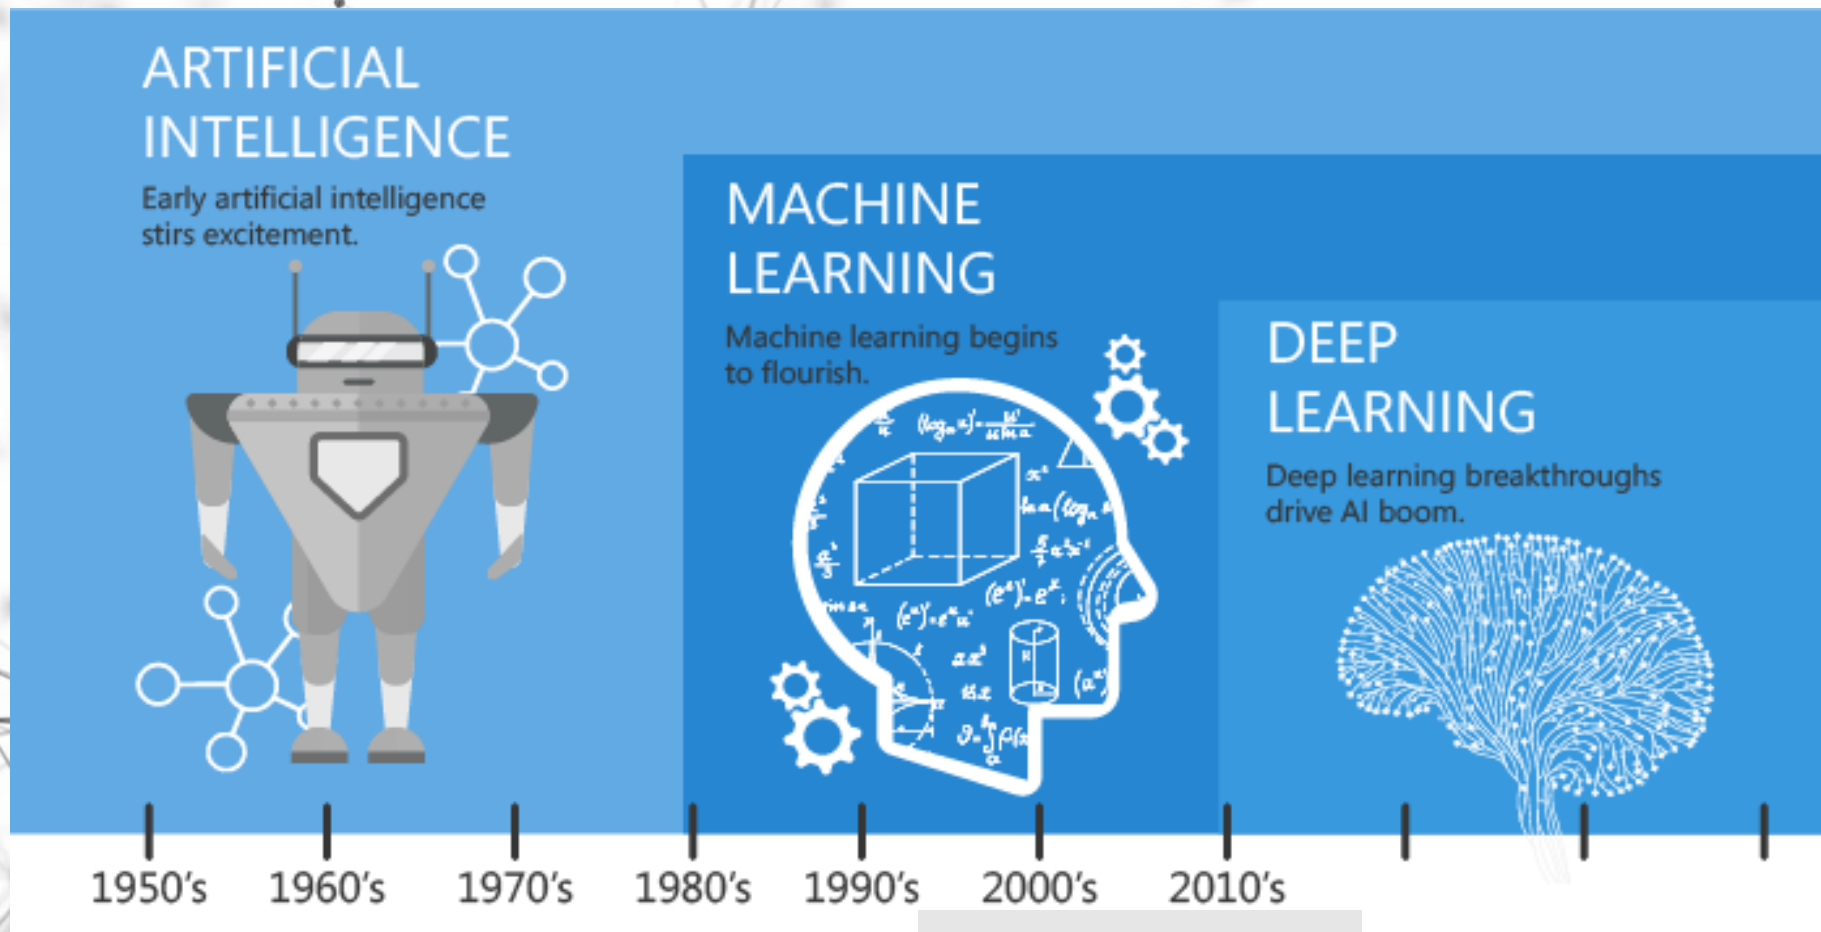 ARTIFICIAL
INTELLIGENCE
Early artificial intelligence
stirs excitement.
MACHINE
LEARNING
Machine learning begins
to flourish.
DEEP
LEARNING
Deep learning breakthroughs
drive AI boom.
1950's 1960's 1970's 1980's 1990's 2000's 2010's